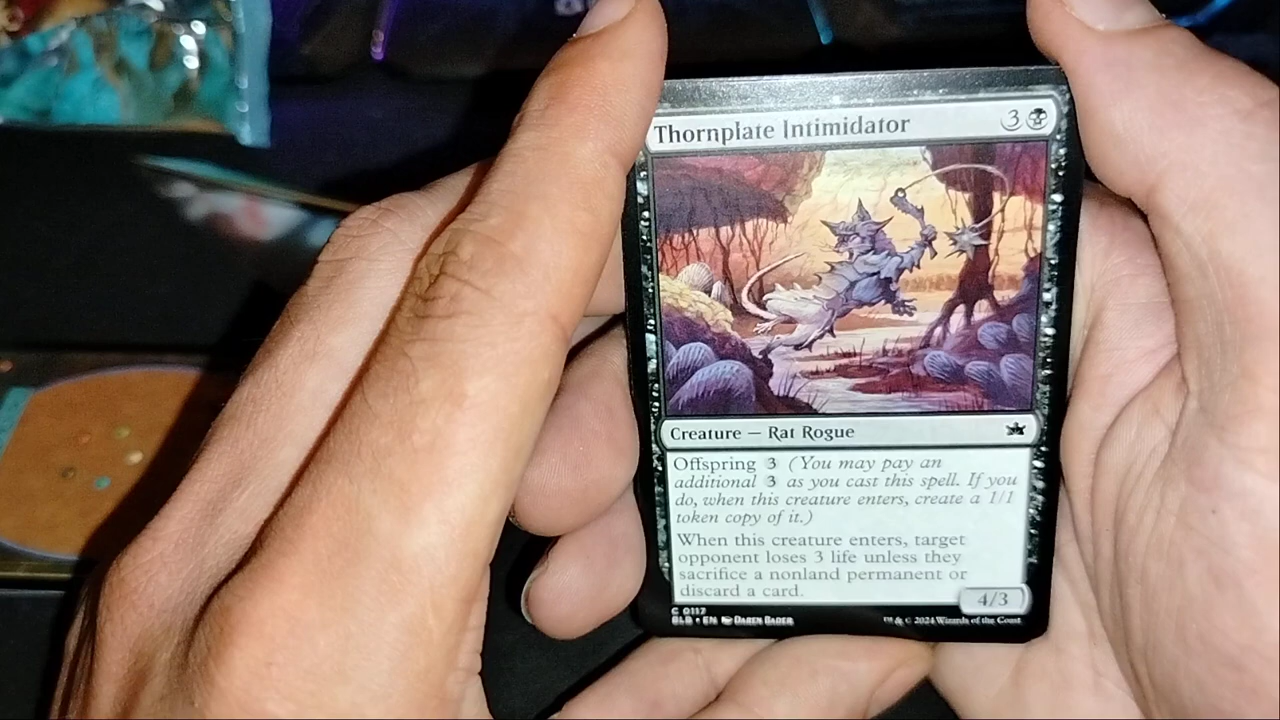 Thornplate Intimidator 3
Creature — Rat Rogue
Offspring 3 (You may pay an
additional 3 as you cast this spell. If you
do, when this creature enters, create a 1/1
token copy of it.)
When this creature enters, target
opponent loses 3 life unless they
sacrifice a nonland permanent or
discard a card.
4/3
C 0117
BLB • EN DAREN BADER
™ & © 2024 Wizards of the Coast